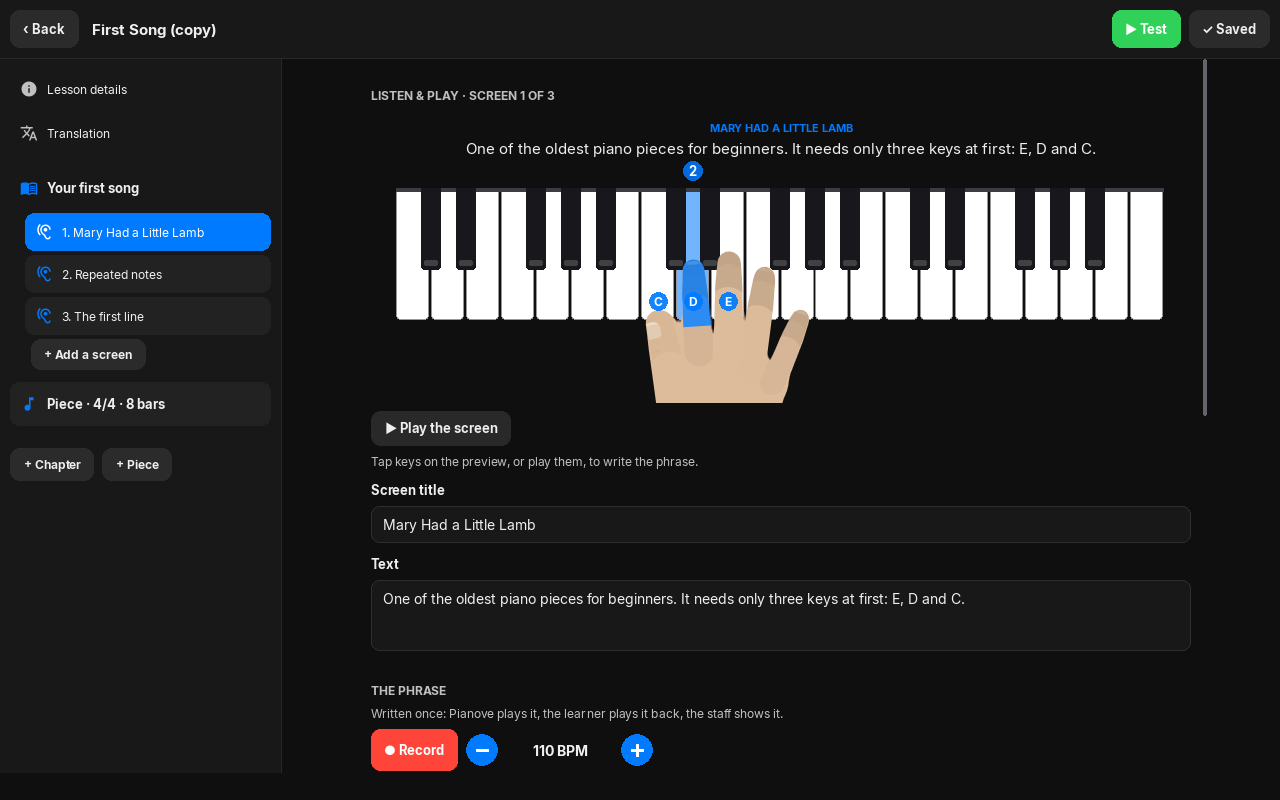 ‹ Back
First Song (copy)
▶ Test
✓ Saved
Lesson details
Translation
Your first song
1. Mary Had a Little Lamb
2. Repeated notes
3. The first line
+ Add a screen
Piece · 4/4 · 8 bars
+ Chapter
+ Piece
LISTEN & PLAY · SCREEN 1 OF 3
MARY HAD A LITTLE LAMB
One of the oldest piano pieces for beginners. It needs only three keys at first: E, D and C.
2
C D E
▶ Play the screen
Tap keys on the preview, or play them, to write the phrase.
Screen title
Mary Had a Little Lamb
Text
One of the oldest piano pieces for beginners. It needs only three keys at first: E, D and C.
THE PHRASE
Written once: Pianove plays it, the learner plays it back, the staff shows it.
● Record
− 110 BPM +